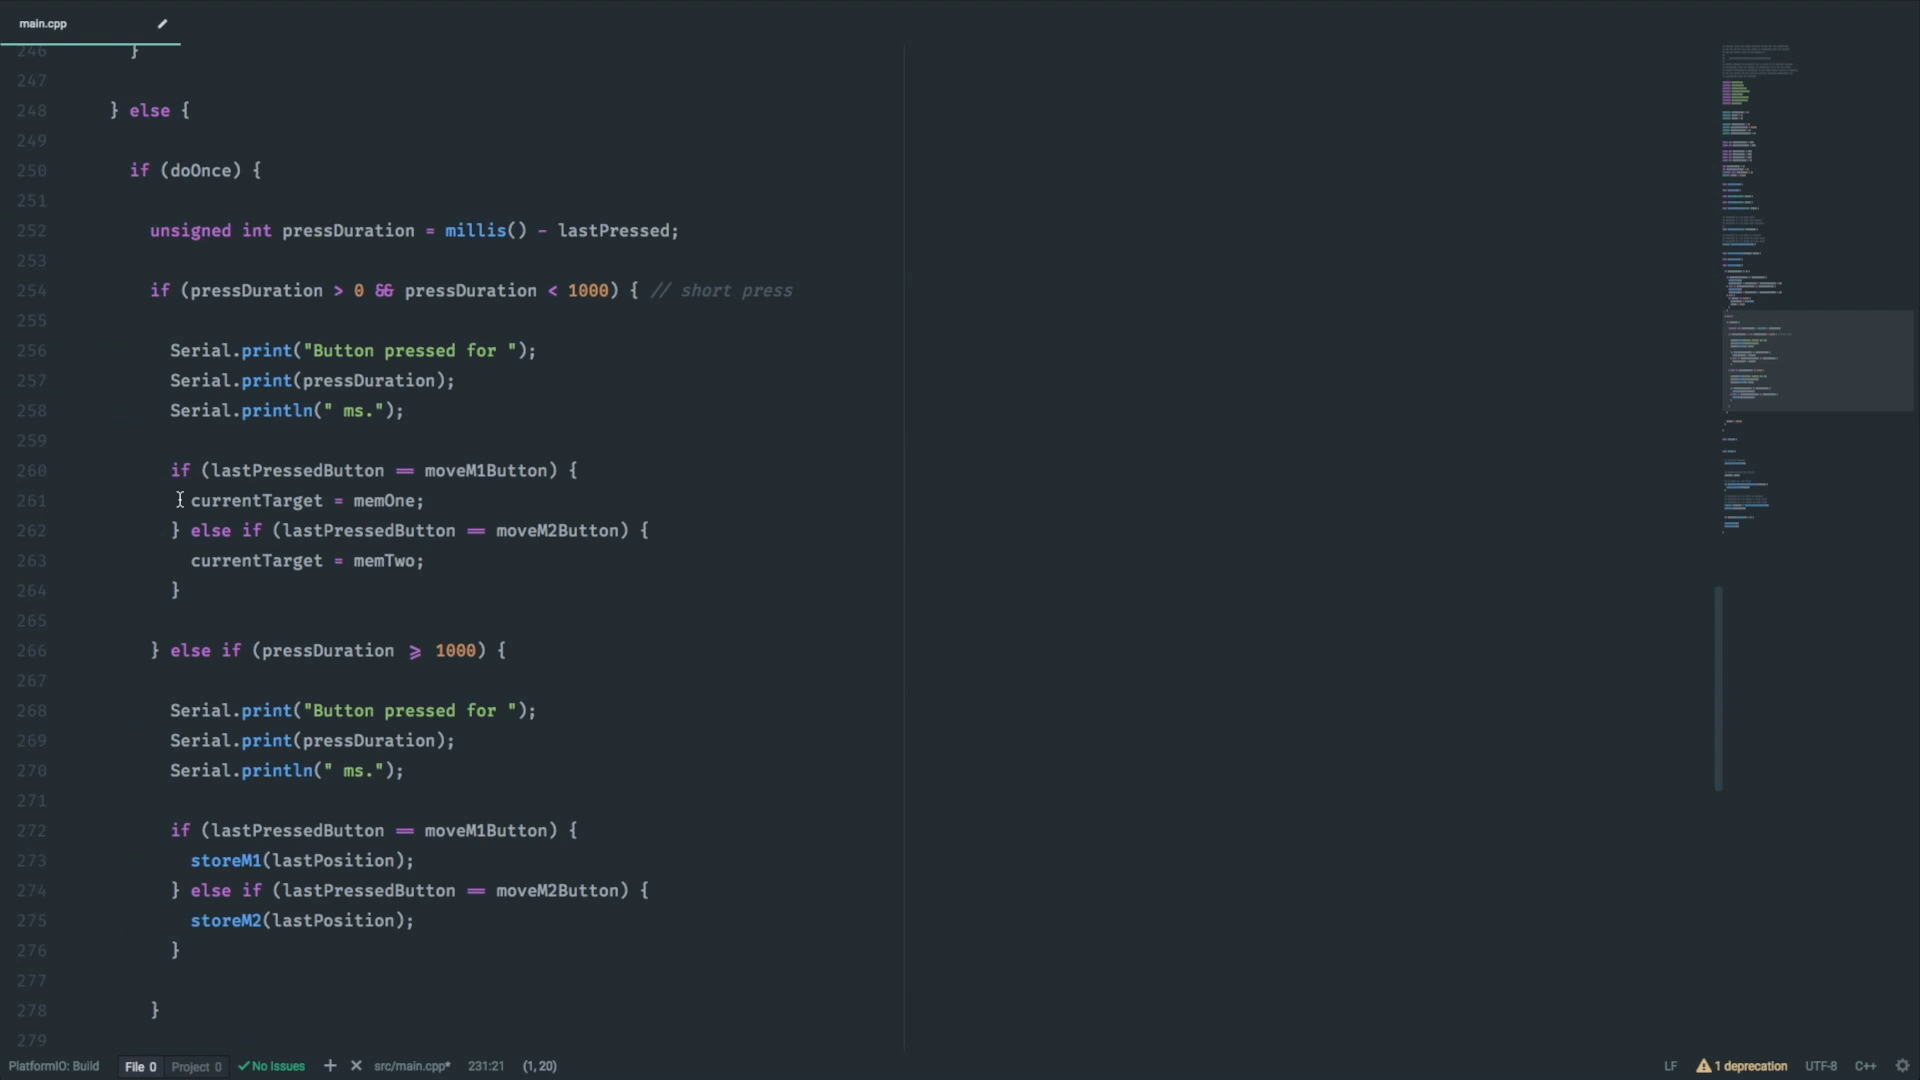 main.cpp
246 }
247
248 } else {
249
250 if (doOnce) {
251
252 unsigned int pressDuration = millis() - lastPressed;
253
254 if (pressDuration > 0 && pressDuration < 1000) { // short press
255
256 Serial.print("Button pressed for ");
257 Serial.print(pressDuration);
258 Serial.println(" ms.");
259
260 if (lastPressedButton == moveM1Button) {
261 currentTarget = memOne;
262 } else if (lastPressedButton == moveM2Button) {
263 currentTarget = memTwo;
264 }
265
266 } else if (pressDuration >= 1000) {
267
268 Serial.print("Button pressed for ");
269 Serial.print(pressDuration);
270 Serial.println(" ms.");
271
272 if (lastPressedButton == moveM1Button) {
273 storeM1(lastPosition);
274 } else if (lastPressedButton == moveM2Button) {
275 storeM2(lastPosition);
276 }
277
278 }
279
PlatformIO: Build File 0 Project 0 No Issues src/main.cpp* 231:21 (1, 20) LF 1 deprecation UTF-8 C++